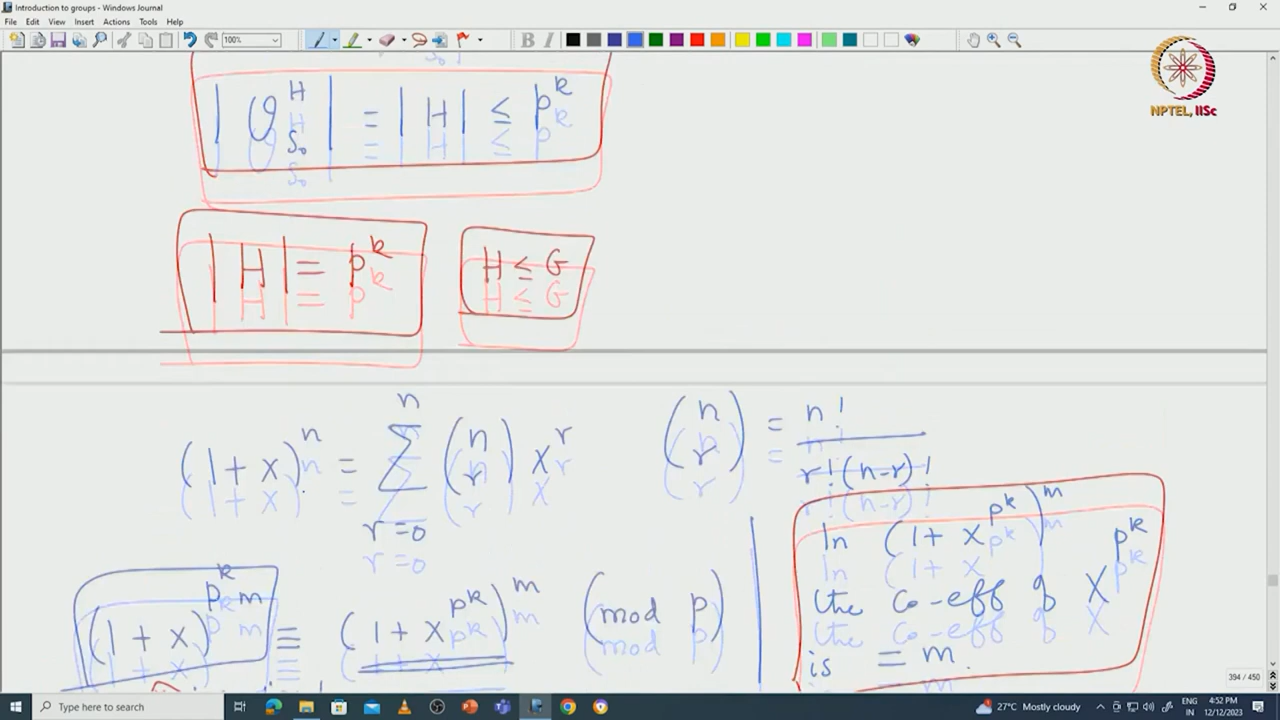 Introduction to groups - Windows Journal
File Edit View Insert Actions Tools Help
100%
NPTEL, IISc
| O_{S_0}^H | = |H| ≤ p^k
|H| = p^k
H ≤ G
(1+x)^n = Σ_{r=0}^{n} (n r) x^r
(n r) = n! / r!(n-r)!
(1+x)^{p^k m} ≡ (1+x^{p^k})^m (mod p)
In (1+x^{p^k})^m
the co-eff of x^{p^k}
is = m.
394 / 450
Type here to search
27°C Mostly cloudy
ENG
IN
4:52 PM
12/12/2023